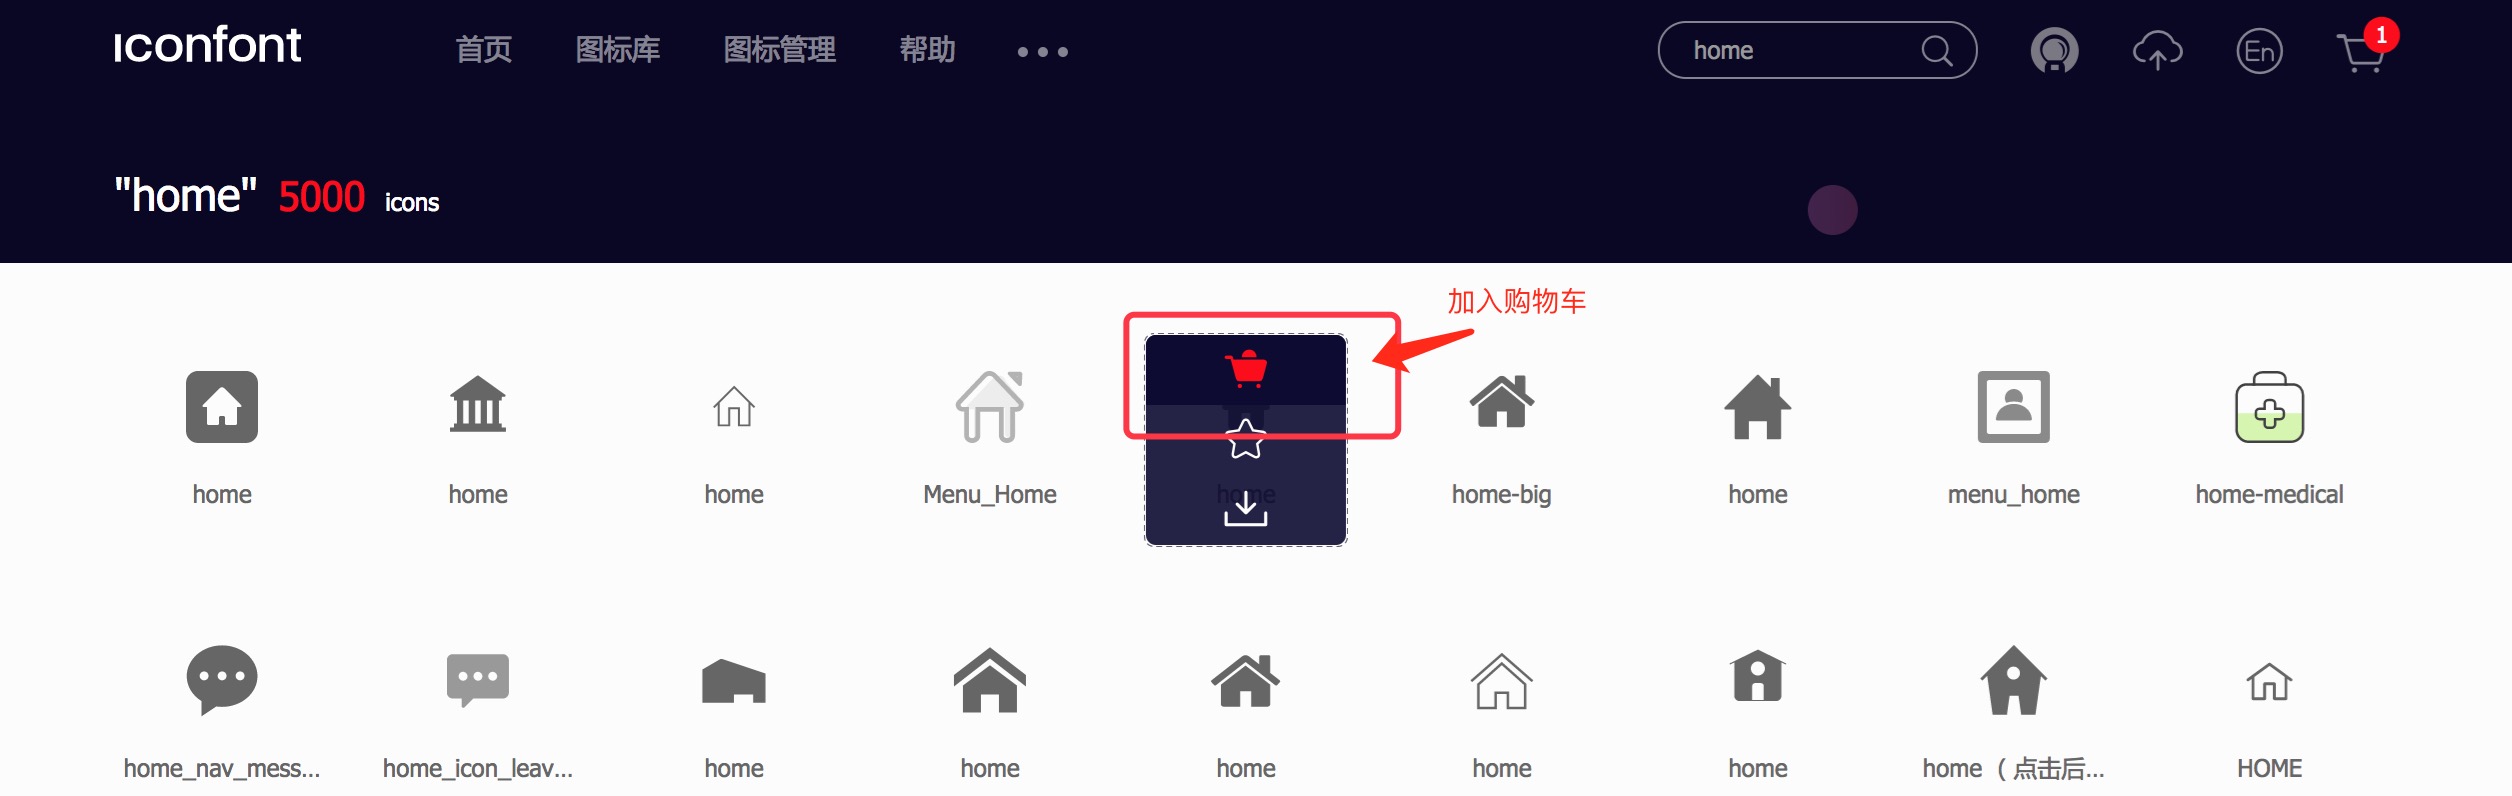 iconfont 首页 图标库 图标管理 帮助 home En 1
"home" 5000 icons
加入购物车
home home home Menu_Home home home-big home menu_home home-medical
home_nav_mess... home_icon_leav... home home home home home home（点击后... HOME